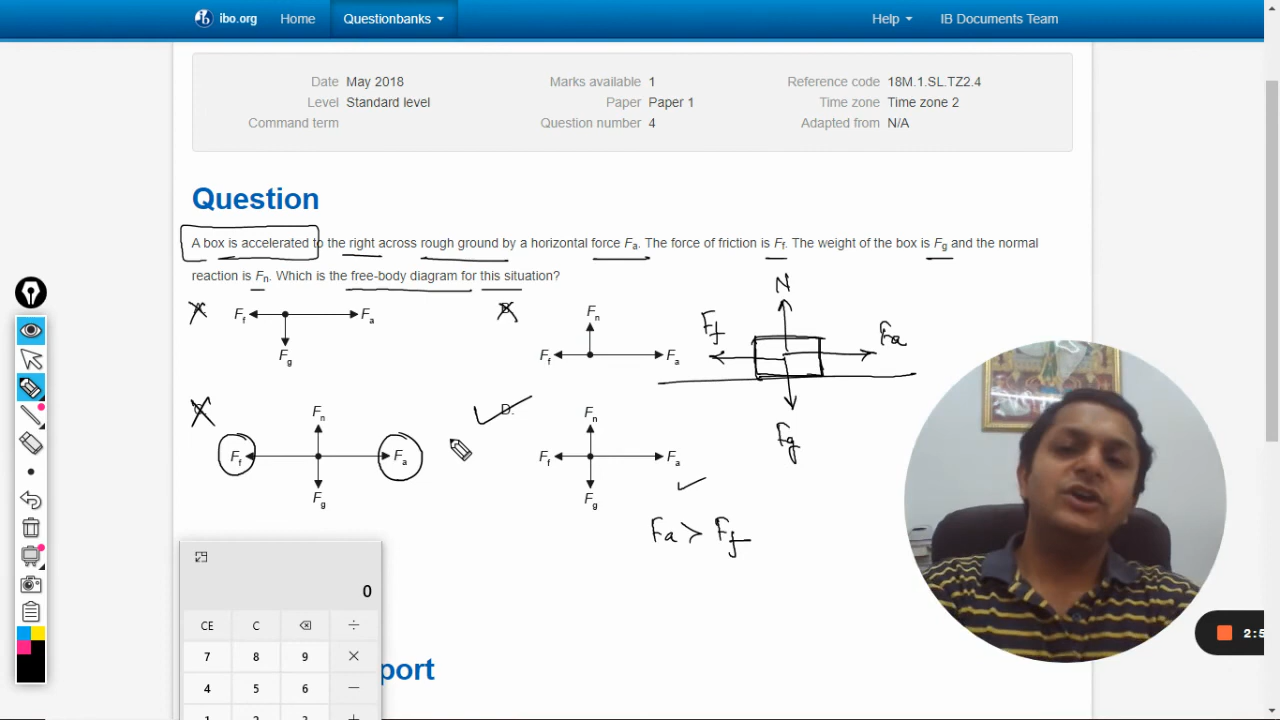 ibo.org Home Questionbanks Help IB Documents Team
Date May 2018 Marks available 1 Reference code 18M.1.SL.TZ2.4
Level Standard level Paper Paper 1 Time zone Time zone 2
Command term Question number 4 Adapted from N/A
Question
A box is accelerated to the right across rough ground by a horizontal force Fa. The force of friction is Ff. The weight of the box is Fg and the normal
reaction is Fn. Which is the free-body diagram for this situation?
A.
Ff Fa
Fg
B.
Fn
Ff Fa
N
Ff Fa
Fg
Fn
Ff Fa
Fg
D.
Fn
Ff Fa
Fg
Fa > Ff
0
CE C ÷
7 8 9 ×
4 5 6 −
1 2 3 +
port
2:5